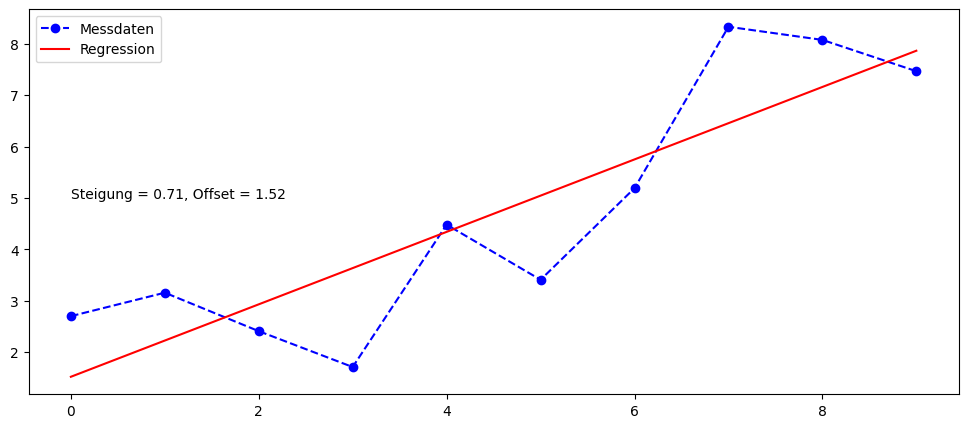 Messdaten
Regression
8
7
6
5
4
3
2
Steigung = 0.71, Offset = 1.52
0 2 4 6 8